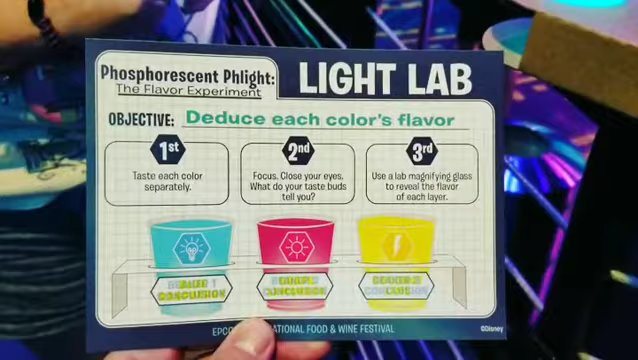 Phosphorescent Phlight:
The Flavor Experiment
LIGHT LAB
OBJECTIVE: Deduce each color's flavor
1st
Taste each color
separately.
2nd
Focus. Close your eyes.
What do your taste buds
tell you?
3rd
Use a lab magnifying glass
to reveal the flavor
of each layer.
EPCO
NATIONAL FOOD & WINE FESTIVAL
©Disney